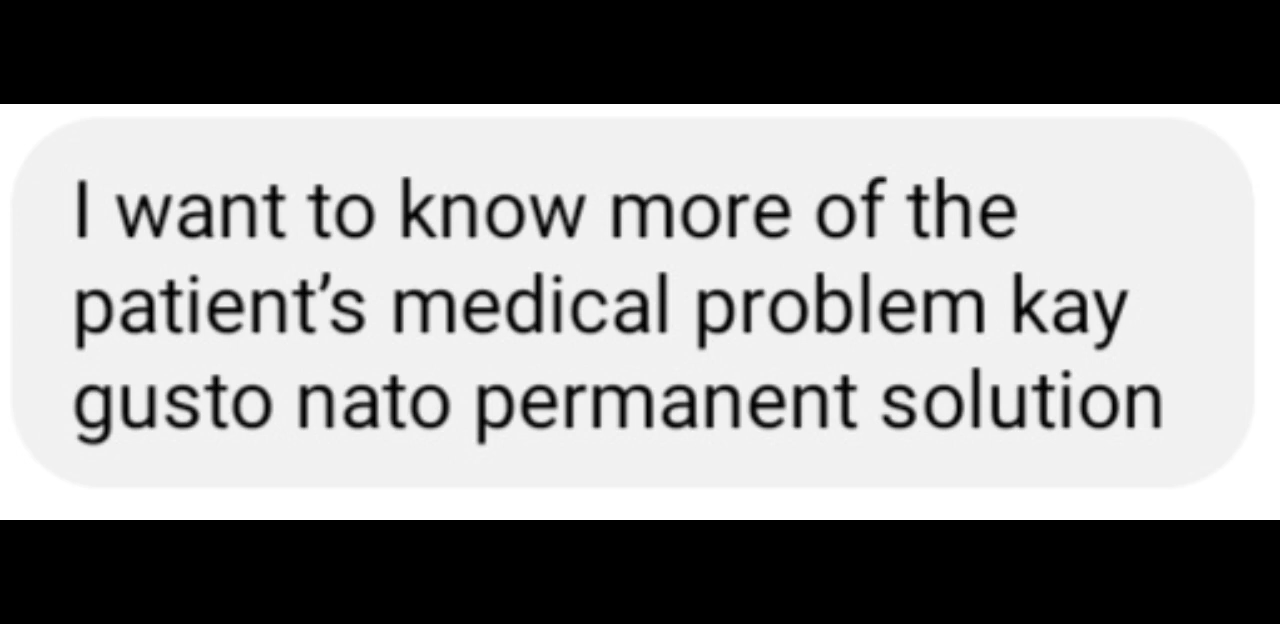 I want to know more of the
patient’s medical problem kay
gusto nato permanent solution